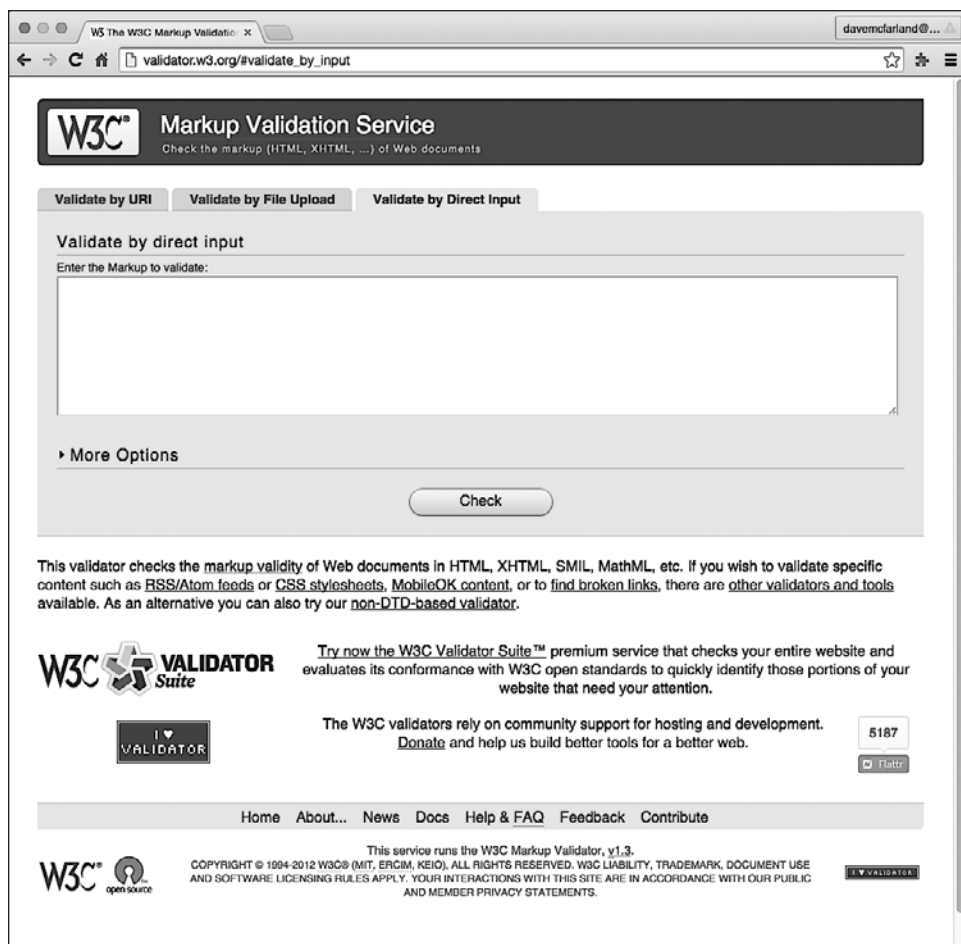 W3 The W3C Markup Validatio ×
davemcfarland@...
validator.w3.org/#validate_by_input
W3C® Markup Validation Service
Check the markup (HTML, XHTML, ...) of Web documents
Validate by URI Validate by File Upload Validate by Direct Input
Validate by direct input
Enter the Markup to validate:
More Options
Check
This validator checks the markup validity of Web documents in HTML, XHTML, SMIL, MathML, etc. If you wish to validate specific
content such as RSS/Atom feeds or CSS stylesheets, MobileOK content, or to find broken links, there are other validators and tools
available. As an alternative you can also try our non-DTD-based validator.
W3C VALIDATOR
Suite
Try now the W3C Validator Suite™ premium service that checks your entire website and
evaluates its conformance with W3C open standards to quickly identify those portions of your
website that need your attention.
I ♥
VALIDATOR
The W3C validators rely on community support for hosting and development.
Donate and help us build better tools for a better web.
5187
Flattr
Home About... News Docs Help & FAQ Feedback Contribute
W3C®
open source
This service runs the W3C Markup Validator, v1.3.
COPYRIGHT © 1994-2012 W3C® (MIT, ERCIM, KEIO), ALL RIGHTS RESERVED. W3C LIABILITY, TRADEMARK, DOCUMENT USE
AND SOFTWARE LICENSING RULES APPLY. YOUR INTERACTIONS WITH THIS SITE ARE IN ACCORDANCE WITH OUR PUBLIC
AND MEMBER PRIVACY STATEMENTS.
I ♥ VALIDATOR